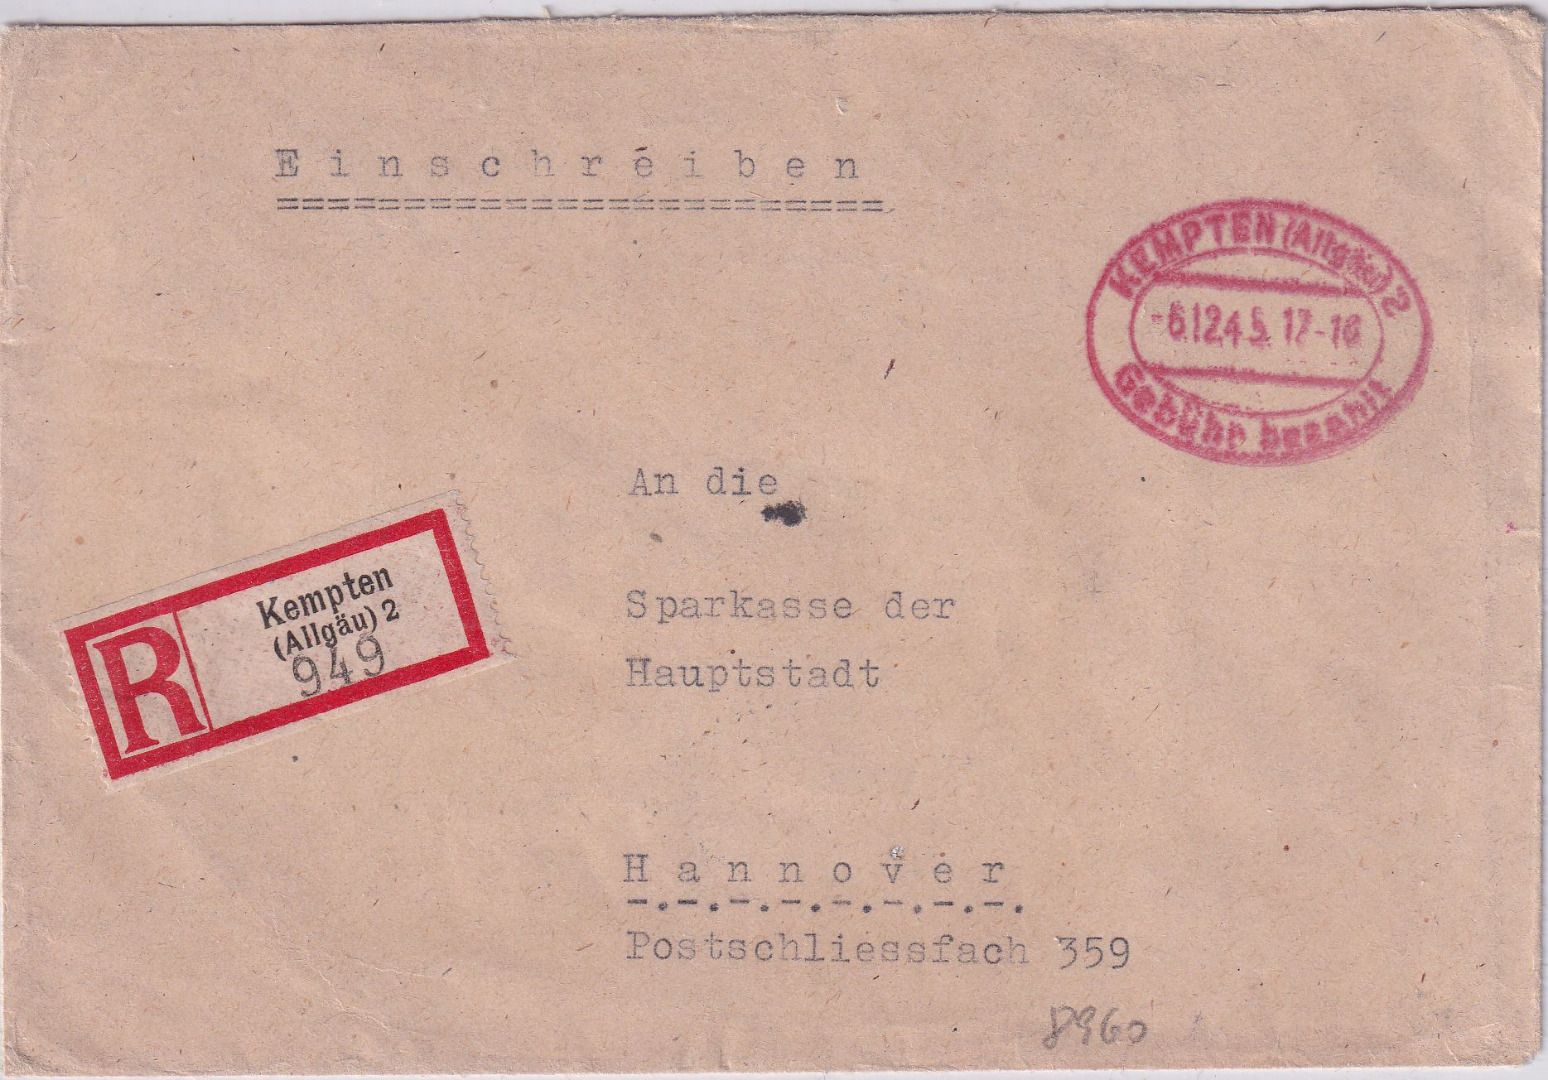 Einschreiben
=========================
KEMPTEN (Allgäu) 2
-6.12.45. 17-18
Gebühr bezahlt
An die
R
Kempten
(Allgäu) 2
949
Sparkasse der
Hauptstadt
Hannover
-.-.-.-.-.-.-.-.
Postschliessfach 359
8960